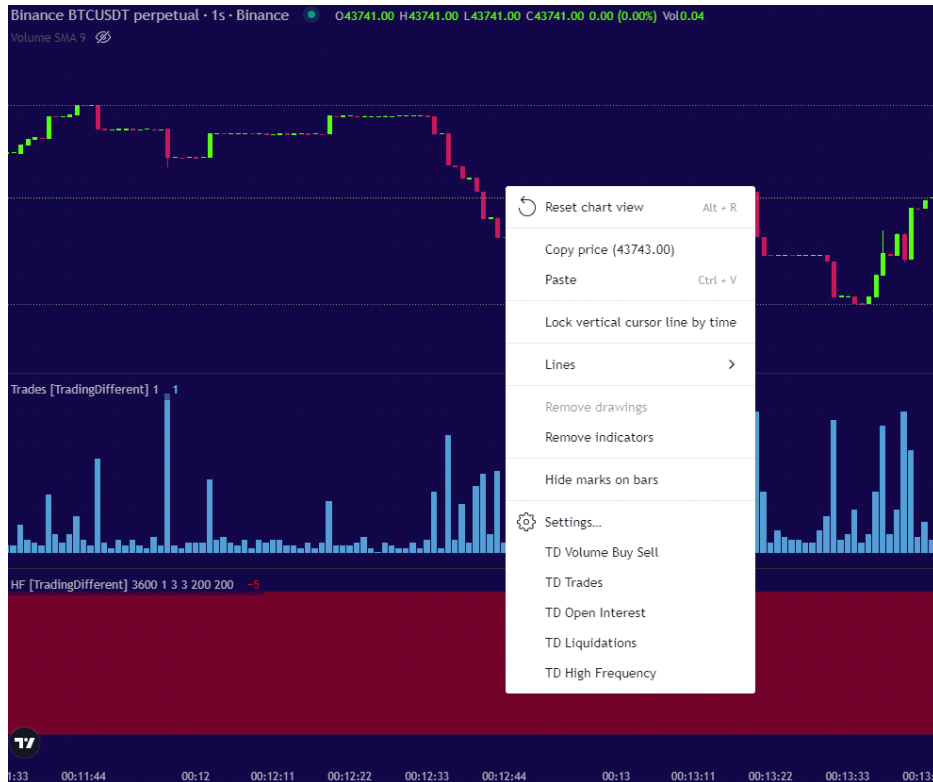 Binance BTCUSDT perpetual · 1s · Binance O43741.00 H43741.00 L43741.00 C43741.00 0.00 (0.00%) Vol0.04
Volume SMA 9
Reset chart view Alt + R
Copy price (43743.00)
Paste Ctrl + V
Lock vertical cursor line by time
Lines
Trades [TradingDifferent] 1 1
Remove drawings
Remove indicators
Hide marks on bars
Settings...
TD Volume Buy Sell
TD Trades
HF [TradingDifferent] 3600 1 3 3 200 200 -5
TD Open Interest
TD Liquidations
TD High Frequency
1:33 00:11:44 00:12 00:12:11 00:12:22 00:12:33 00:12:44 00:13 00:13:11 00:13:22 00:13:33 00:13: